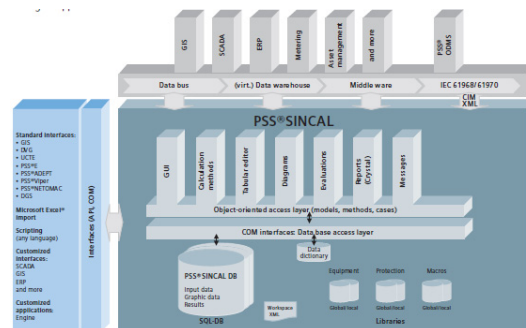 GIS
SCADA
ERP
Metering
Asset
management
and more
PSS®
ODMS
Data bus
(virt.) Data warehouse
Middle ware
IEC 61968/61970
CIM
XML
PSS®SINCAL
Standard Interfaces:
• GIS
• DVG
• UCTE
• PSS®E
• PSS®ADEPT
• PSS®Viper
• PSS®NETOMAC
• DGS
Microsoft Excel®
Import
Scripting
(any language)
Customized
interfaces:
SCADA
GIS
ERP
and more
Customized
applications:
Engine
Interfaces (API, COM)
GUI
Calculation
methods
Tabular editor
Diagrams
Evaluations
Reports
(Crystal)
Messages
Object-oriented access layer (models, methods, cases)
COM interfaces: Data base access layer
PSS®SINCAL DB
Input data
Graphic data
Results
SQL-DB
Data
dictionary
Workspace
XML
Equipment
Protection
Macros
Global/local
Global/local
Global/local
Libraries